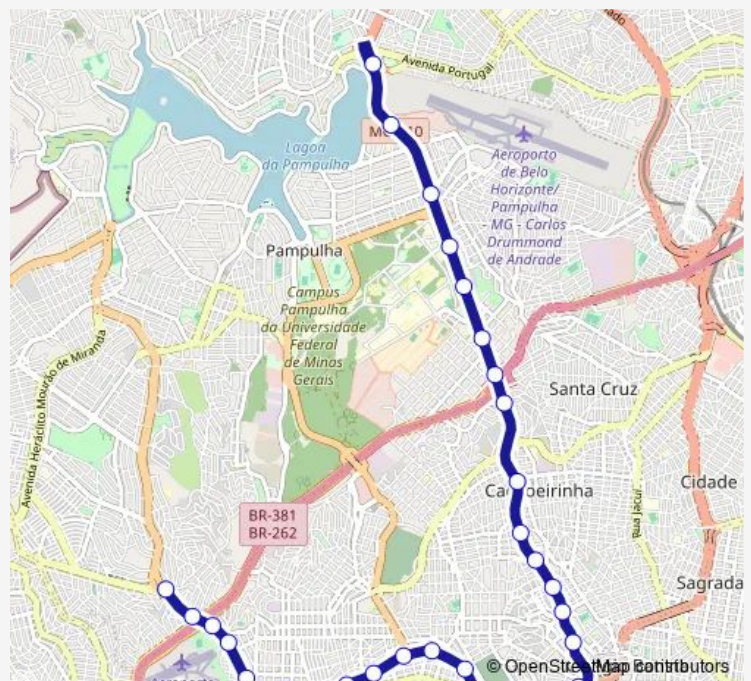 Avenida Portugal
Lagoa
da Pampulha
Aeroporto
de Belo
Horizonte/
Pampulha
- MG - Carlos
Drummond
de Andrade
Pampulha
Campus
Pampulha
da Universidade
Federal
de Minas
Gerais
Avenida Heráclito Mourão de Miranda
Santa Cruz
BR-381
BR-262
Rua Jacuí
Cidade
Sagrada
© OpenStreetMap contributors